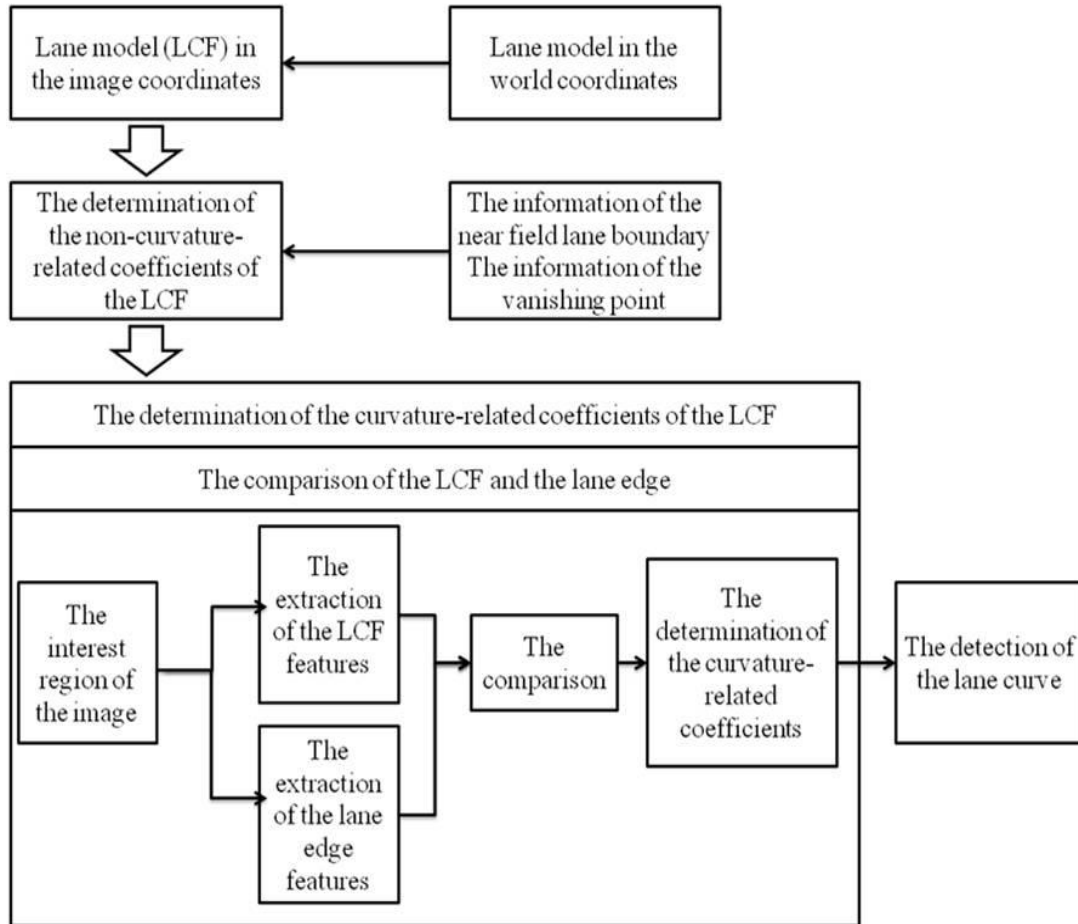 Lane model (LCF) in
the image coordinates
Lane model in the
world coordinates
The determination of
the non-curvature-
related coefficients of
the LCF
The information of the
near field lane boundary
The information of the
vanishing point
The determination of the curvature-related coefficients of the LCF
The comparison of the LCF and the lane edge
The
interest
region of
the image
The
extraction
of the LCF
features
The
extraction
of the lane
edge
features
The
comparison
The
determination of
the curvature-
related
coefficients
The detection of
the lane curve